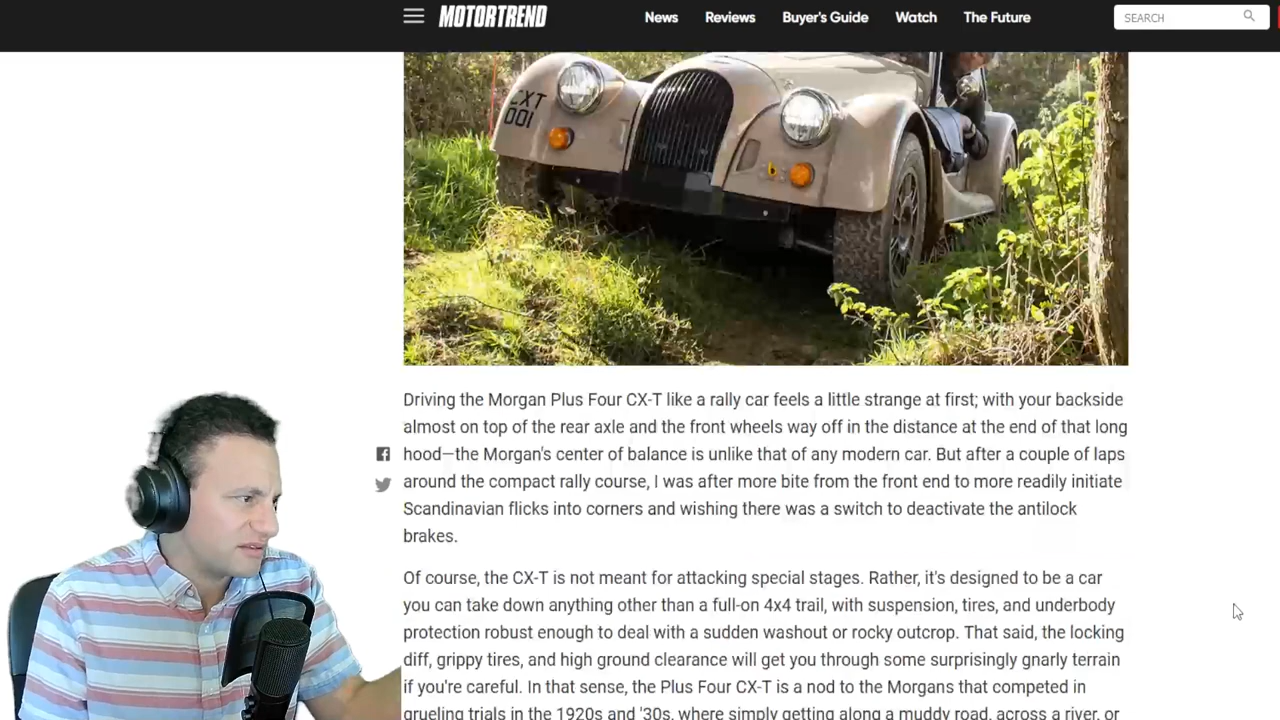 MOTORTREND
News Reviews Buyer's Guide Watch The Future
SEARCH
CXT
001
Driving the Morgan Plus Four CX-T like a rally car feels a little strange at first; with your backside
almost on top of the rear axle and the front wheels way off in the distance at the end of that long
hood—the Morgan's center of balance is unlike that of any modern car. But after a couple of laps
around the compact rally course, I was after more bite from the front end to more readily initiate
Scandinavian flicks into corners and wishing there was a switch to deactivate the antilock
brakes.
Of course, the CX-T is not meant for attacking special stages. Rather, it's designed to be a car
you can take down anything other than a full-on 4x4 trail, with suspension, tires, and underbody
protection robust enough to deal with a sudden washout or rocky outcrop. That said, the locking
diff, grippy tires, and high ground clearance will get you through some surprisingly gnarly terrain
if you're careful. In that sense, the Plus Four CX-T is a nod to the Morgans that competed in
grueling trials in the 1920s and '30s, where simply getting along a muddy road, across a river, or